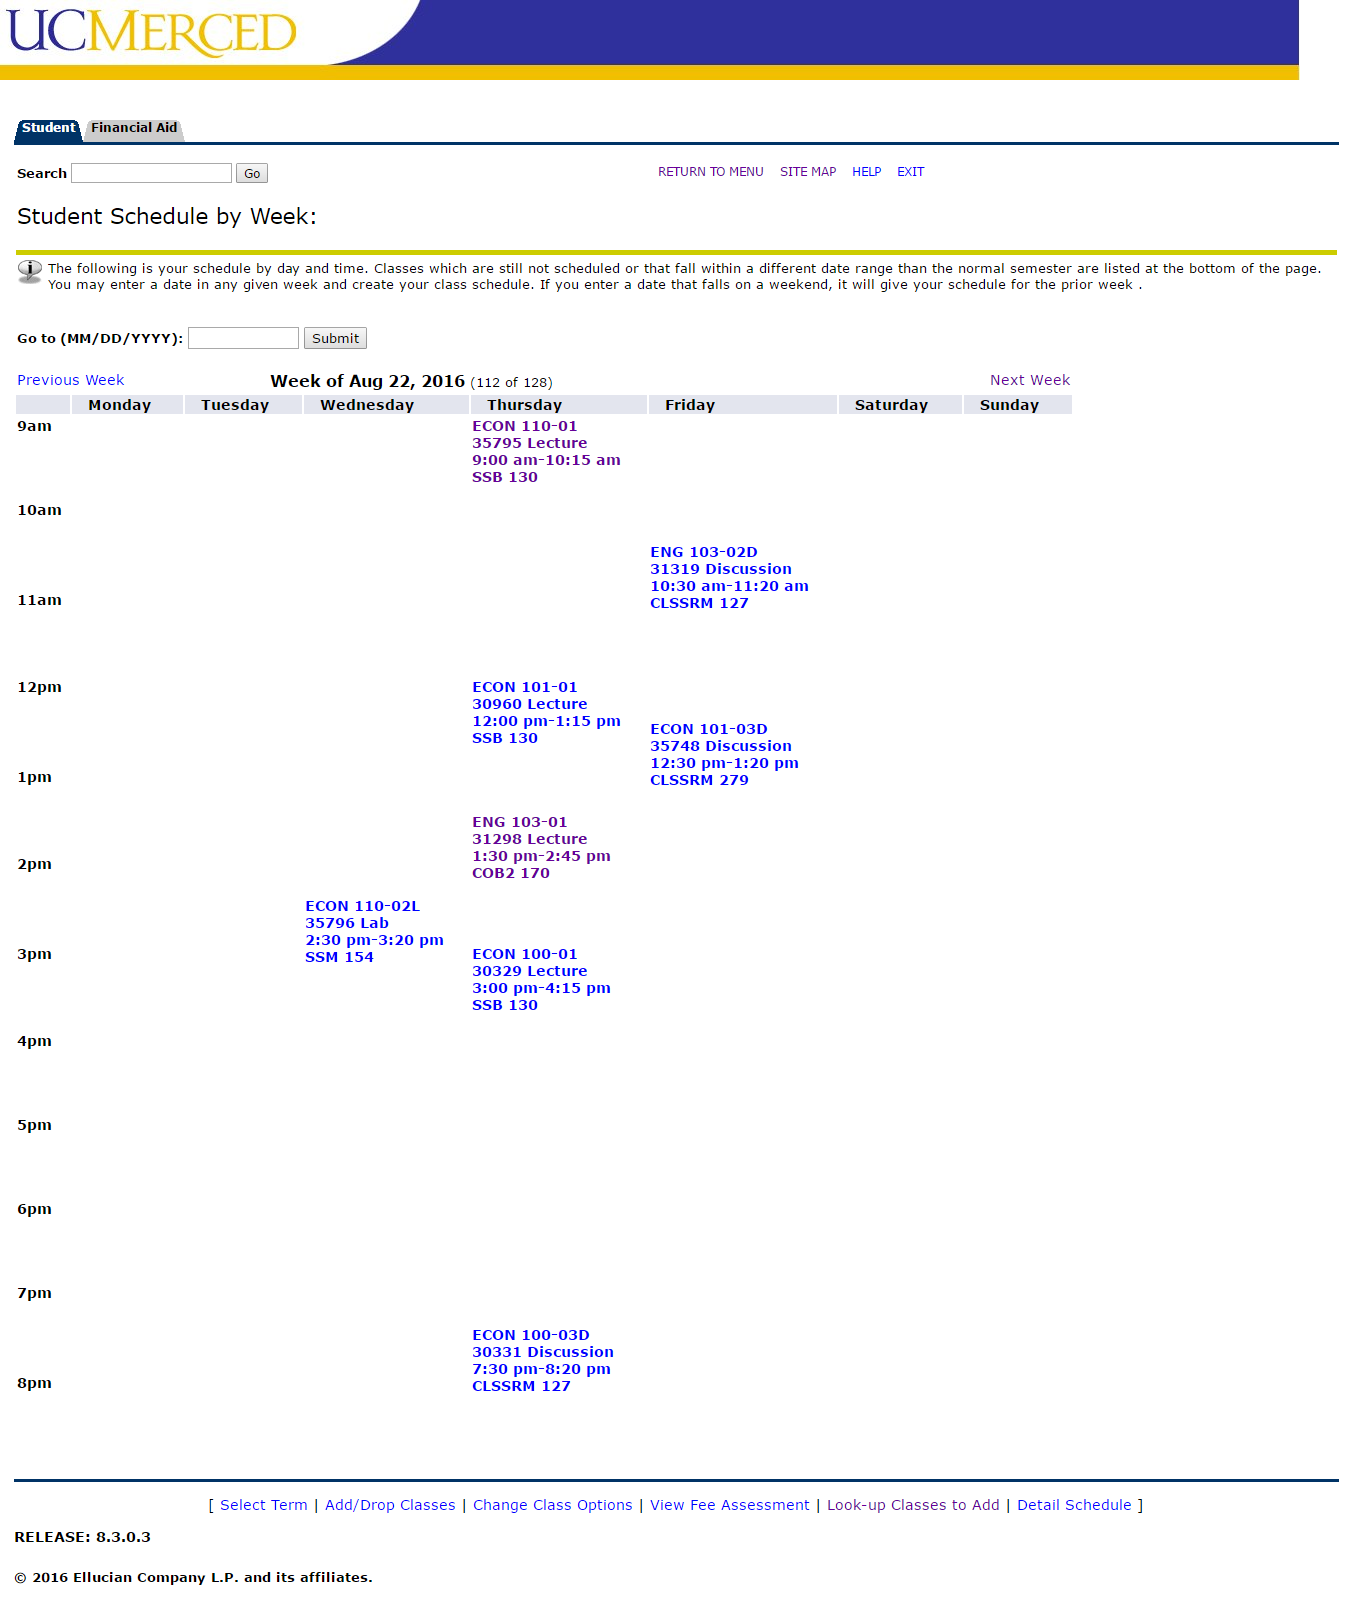 UCMERCED
Student Financial Aid
Search Go RETURN TO MENU SITE MAP HELP EXIT
Student Schedule by Week:
The following is your schedule by day and time. Classes which are still not scheduled or that fall within a different date range than the normal semester are listed at the bottom of the page.
You may enter a date in any given week and create your class schedule. If you enter a date that falls on a weekend, it will give your schedule for the prior week .
Go to (MM/DD/YYYY): Submit
Previous Week Week of Aug 22, 2016 (112 of 128) Next Week
Monday Tuesday Wednesday Thursday Friday Saturday Sunday
9am
ECON 110-01
35795 Lecture
9:00 am-10:15 am
SSB 130
10am
ENG 103-02D
31319 Discussion
10:30 am-11:20 am
CLSSRM 127
11am
12pm
ECON 101-01
30960 Lecture
12:00 pm-1:15 pm
SSB 130
ECON 101-03D
35748 Discussion
12:30 pm-1:20 pm
CLSSRM 279
1pm
ENG 103-01
31298 Lecture
1:30 pm-2:45 pm
COB2 170
2pm
ECON 110-02L
35796 Lab
2:30 pm-3:20 pm
SSM 154
3pm
ECON 100-01
30329 Lecture
3:00 pm-4:15 pm
SSB 130
4pm
5pm
6pm
7pm
ECON 100-03D
30331 Discussion
7:30 pm-8:20 pm
CLSSRM 127
8pm
[ Select Term | Add/Drop Classes | Change Class Options | View Fee Assessment | Look-up Classes to Add | Detail Schedule ]
RELEASE: 8.3.0.3
© 2016 Ellucian Company L.P. and its affiliates.